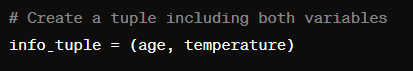 # Create a tuple including both variables
info_tuple = (age, temperature)